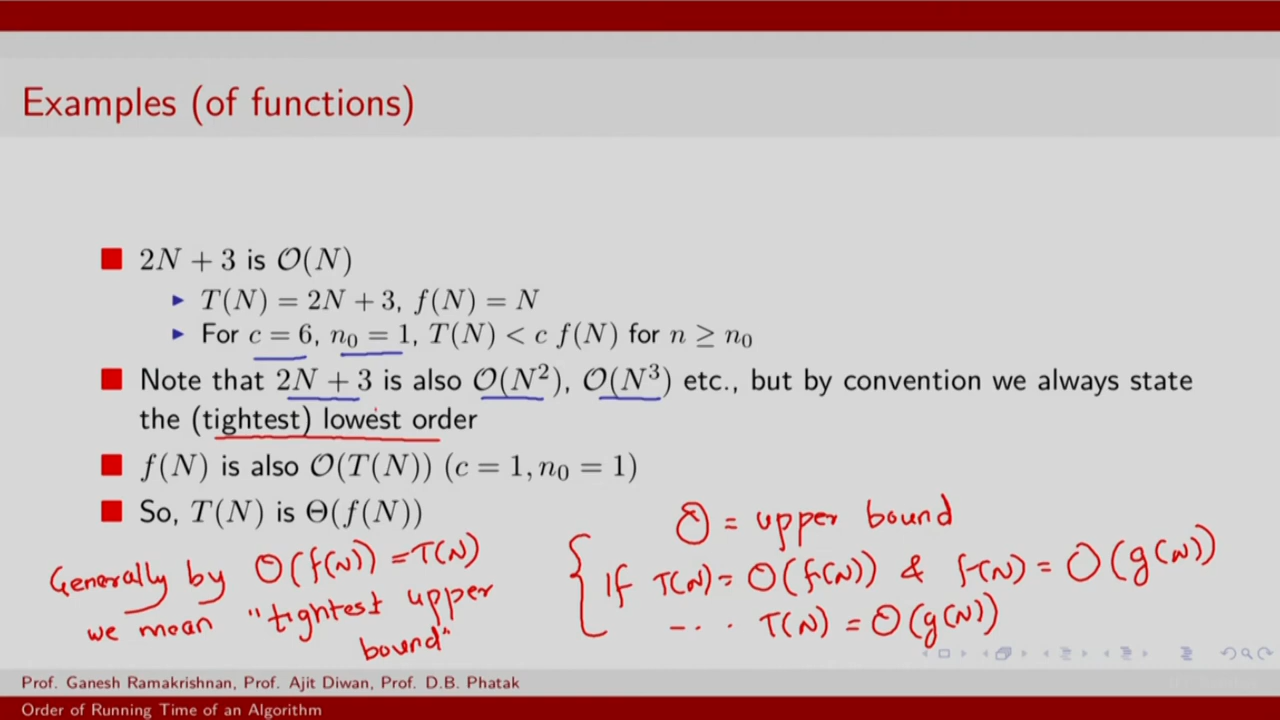 Examples (of functions)
2N + 3 is O(N)
T(N) = 2N + 3, f(N) = N
For c = 6, n₀ = 1, T(N) < c f(N) for n ≥ n₀
Note that 2N + 3 is also O(N²), O(N³) etc., but by convention we always state
the (tightest) lowest order
f(N) is also O(T(N)) (c = 1, n₀ = 1)
So, T(N) is Θ(f(N))
Generally by O(f(N)) = T(N)
we mean "tightest upper
bound"
O = upper bound
If T(N) = O(f(N)) & f(N) = O(g(N))
-... T(N) = O(g(N))
Prof. Ganesh Ramakrishnan, Prof. Ajit Diwan, Prof. D.B. Phatak
Order of Running Time of an Algorithm